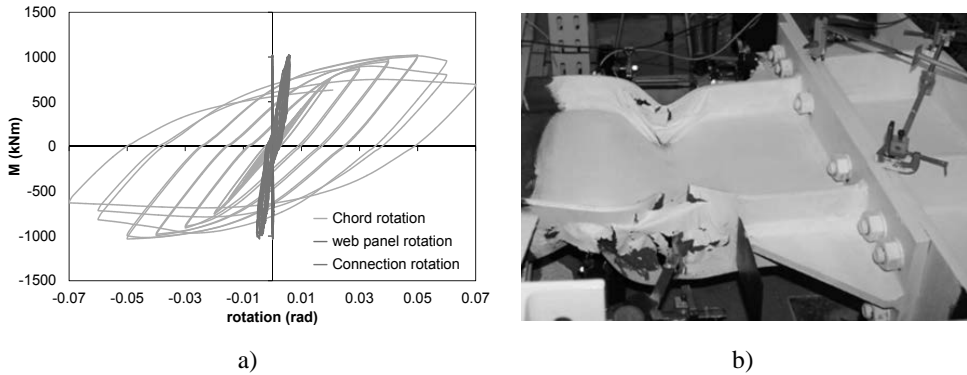 1500
1000
500
0
-500
-1000
1500
M (kNm)
Chord rotation
web panel rotation
Connection rotation
-0.07 -0.05 -0.03 -0.01 0.01 0.03 0.05 0.07
rotation (rad)
a) b)